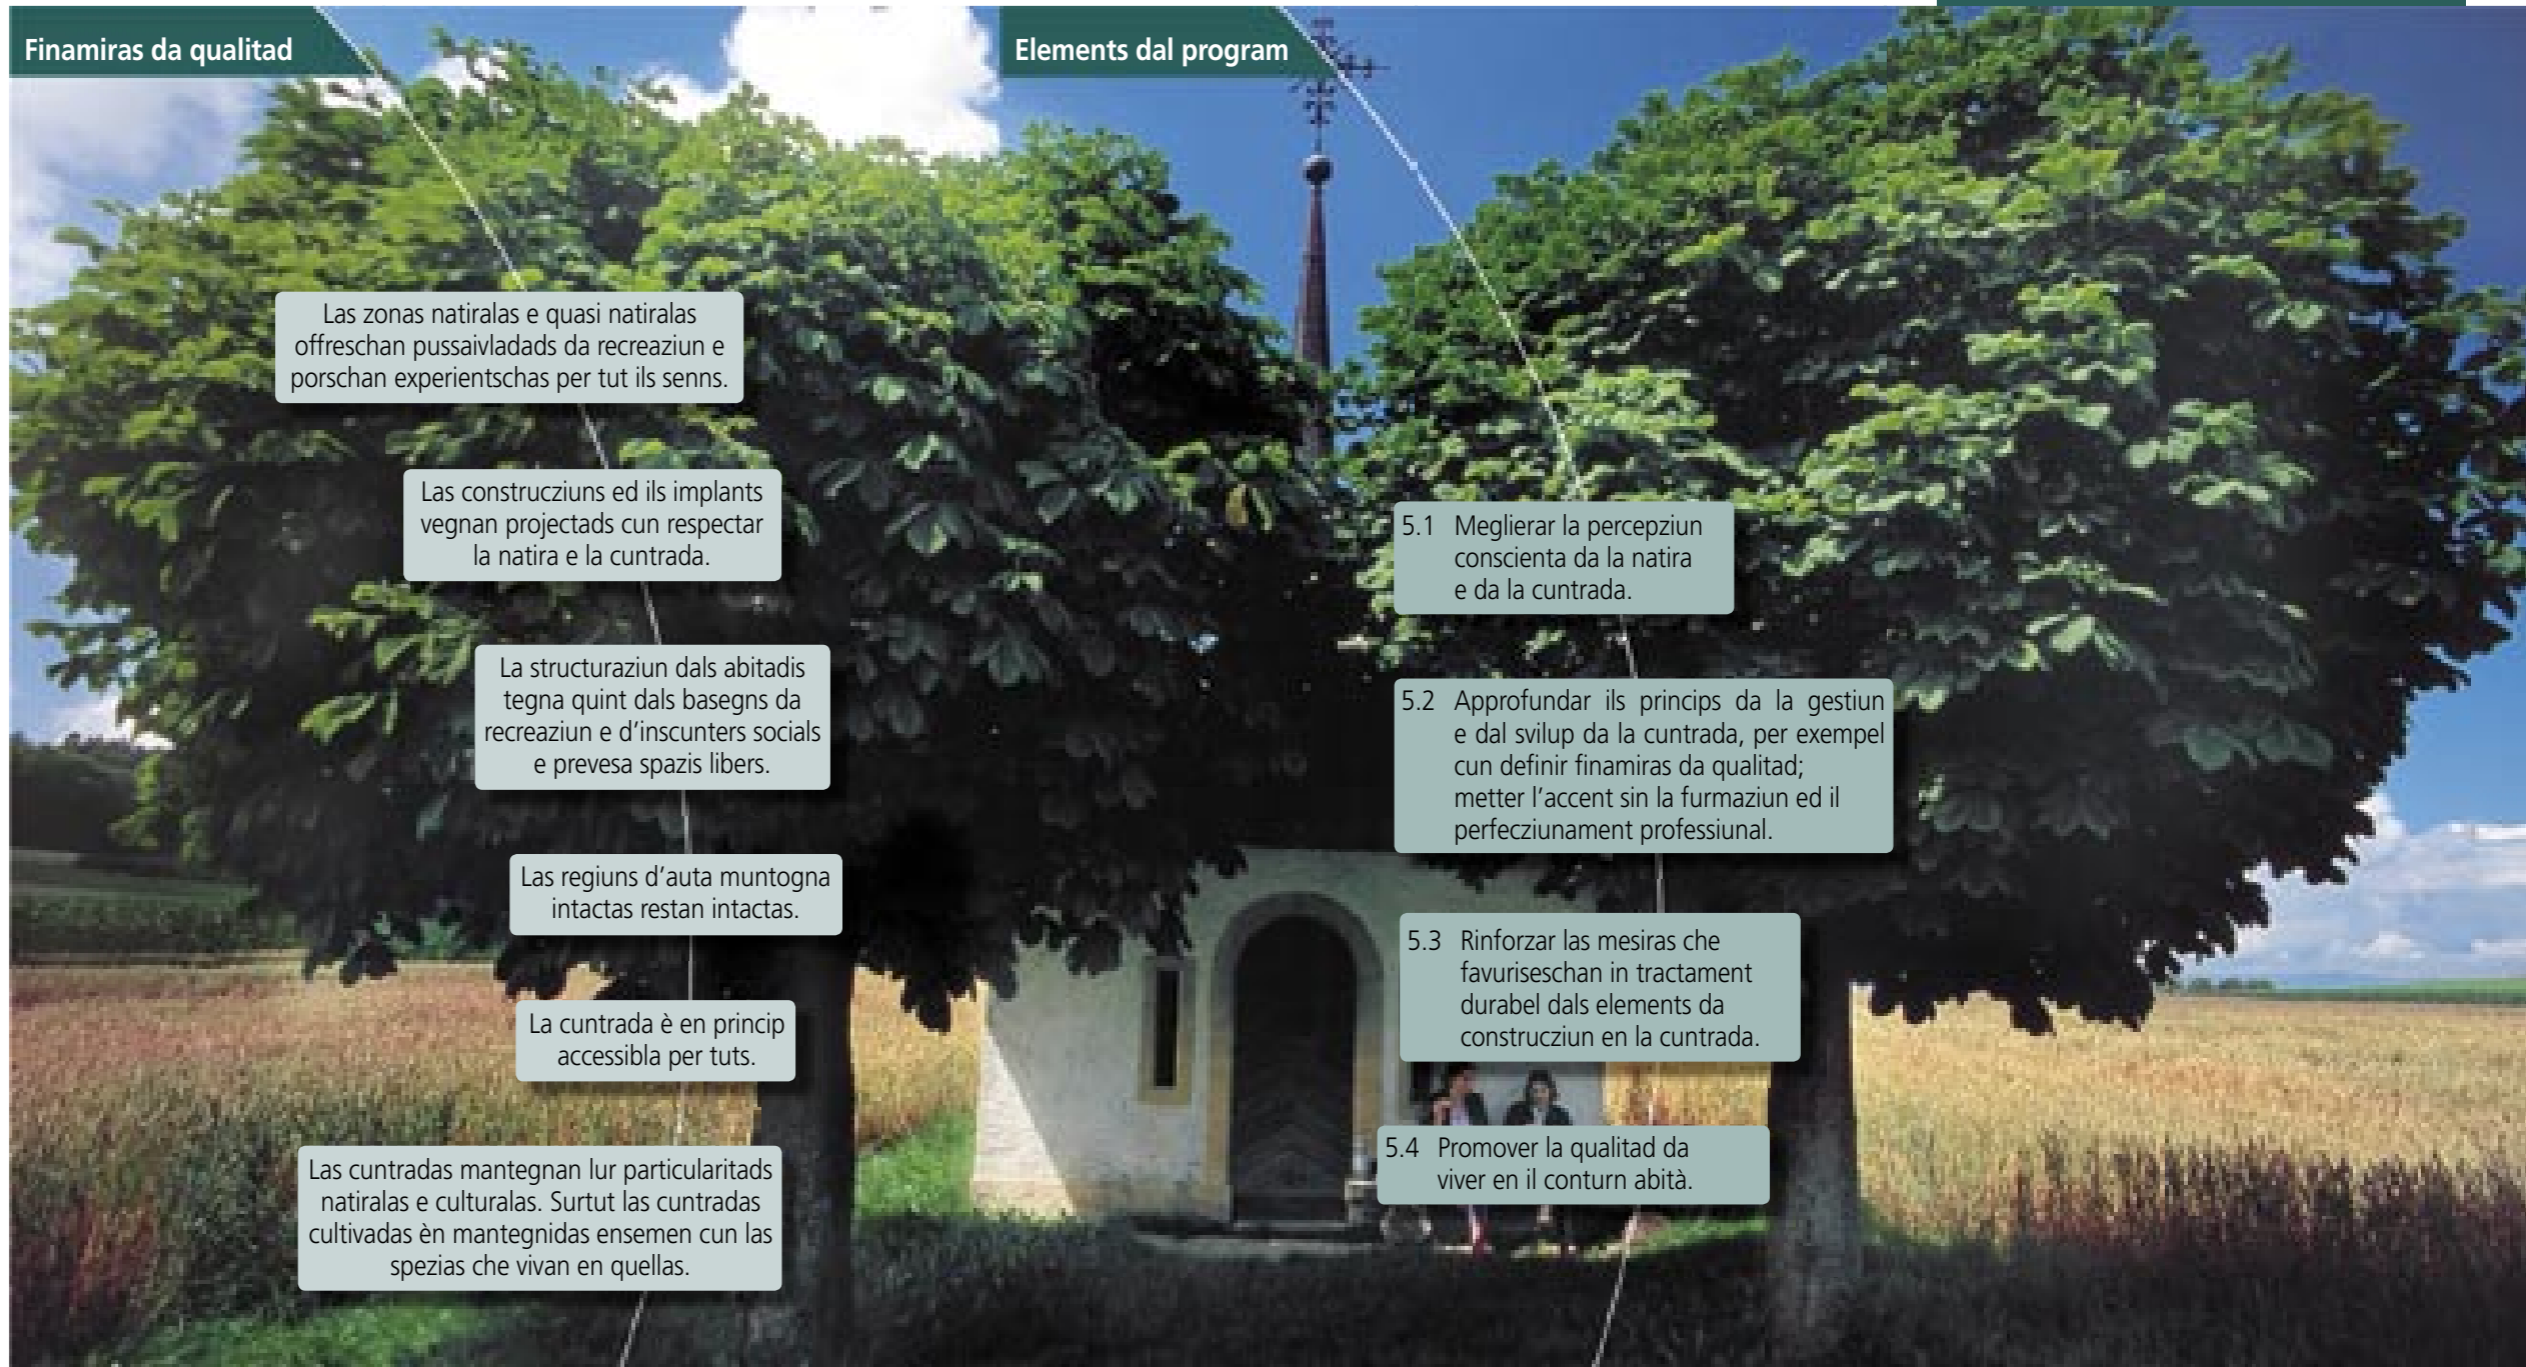 Finamiras da qualitad
Las zonas natiralas e quasi natiralas
offreschan pussaivladads da recreaziun e
porschan experientschas per tut ils senns.
Las construcziuns ed ils implants
vegnan projectads cun respectar
la natira e la cuntrada.
La structuraziun dals abitadis
tegna quint dals basegns da
recreaziun e d’inscunters socials
e prevesa spazis libers.
Las regiuns d’auta muntogna
intactas restan intactas.
La cuntrada è en princip
accessibla per tuts.
Las cuntradas mantegnan lur particularitads
natiralas e culturalas. Surtut las cuntradas
cultivadas èn mantegnidas ensemen cun las
spezias che vivan en quellas.
Elements dal program
5.1 Meglierar la percepziun
conscienta da la natira
e da la cuntrada.
5.2 Approfundar ils princips da la gestiun
e dal svilup da la cuntrada, per exempel
cun definir finamiras da qualitad;
metter l’accent sin la furmaziun ed il
perfecziunament professiunal.
5.3 Rinforzar las mesiras che
favuriseschan in tractament
durabel dals elements da
construcziun en la cuntrada.
5.4 Promover la qualitad da
viver en il conturn abità.